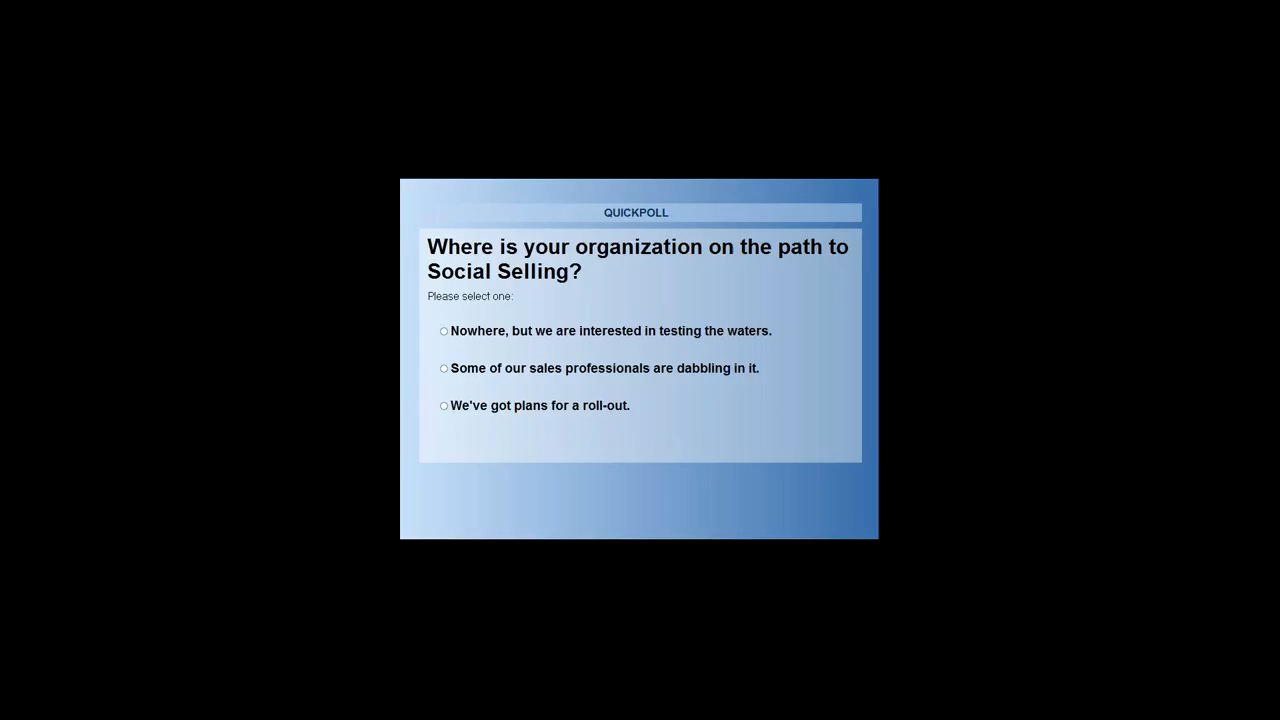 QUICKPOLL
Where is your organization on the path to
Social Selling?
Please select one:
Nowhere, but we are interested in testing the waters.
Some of our sales professionals are dabbling in it.
We've got plans for a roll-out.